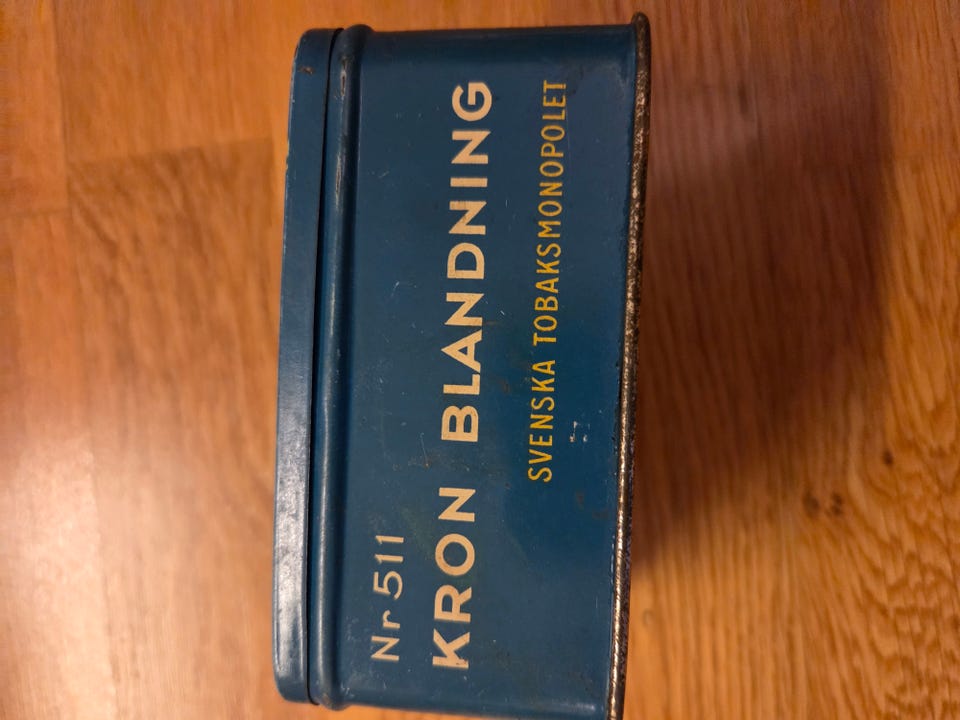 Nr 511
KRON BLANDNING
SVENSKA TOBAKSMONOPOLET